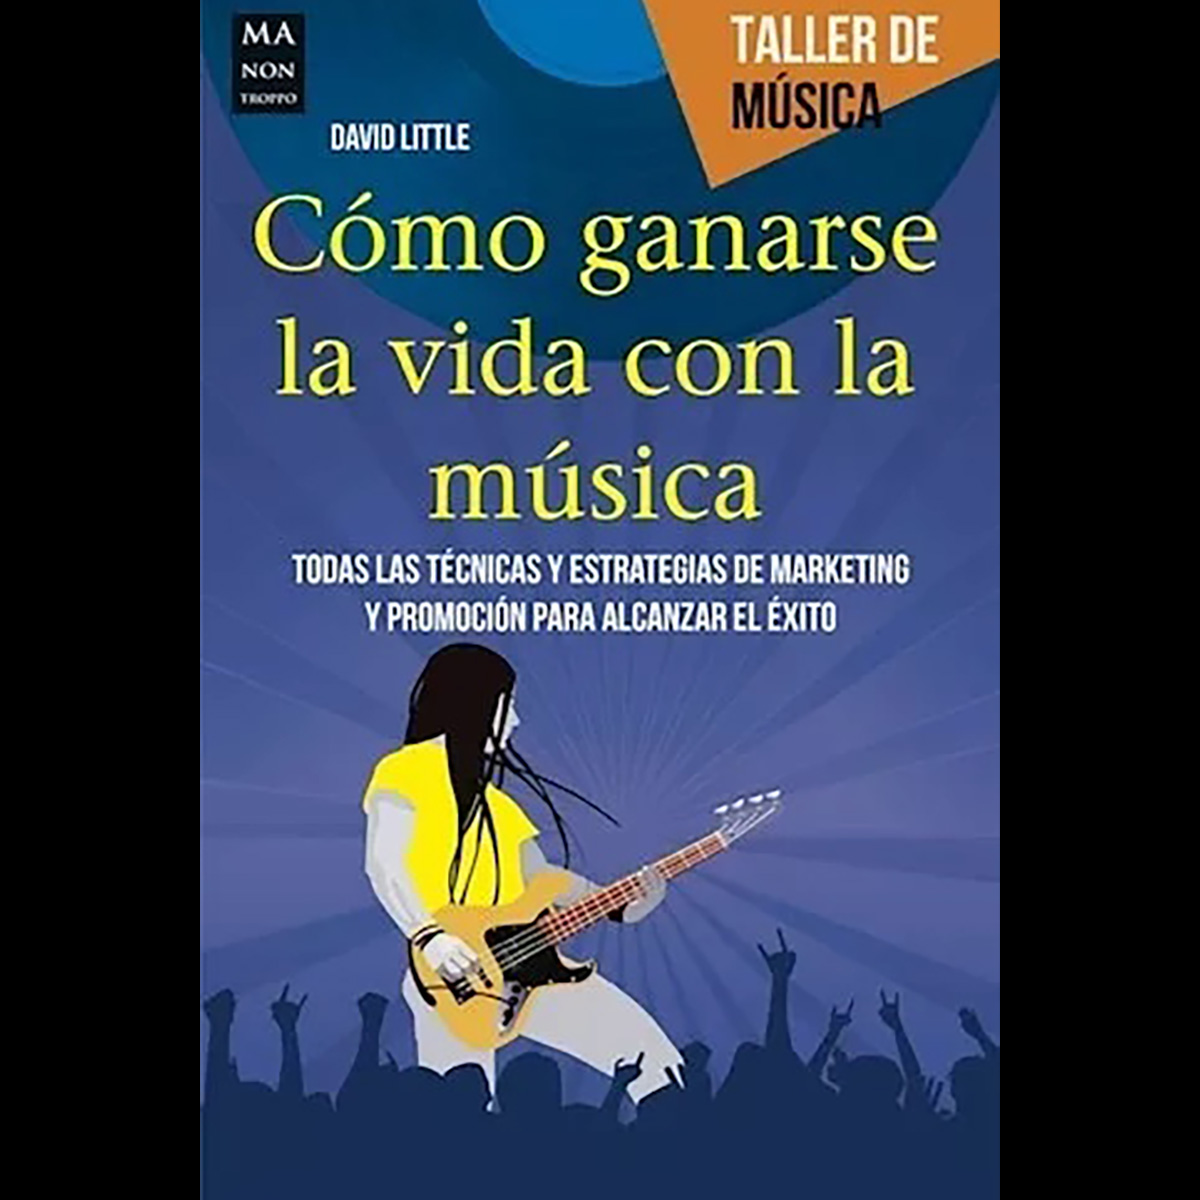 MA
NON
TROPPO
TALLER DE
MÚSICA
DAVID LITTLE
Cómo ganarse
la vida con la
música
TODAS LAS TÉCNICAS Y ESTRATEGIAS DE MARKETING
Y PROMOCIÓN PARA ALCANZAR EL ÉXITO